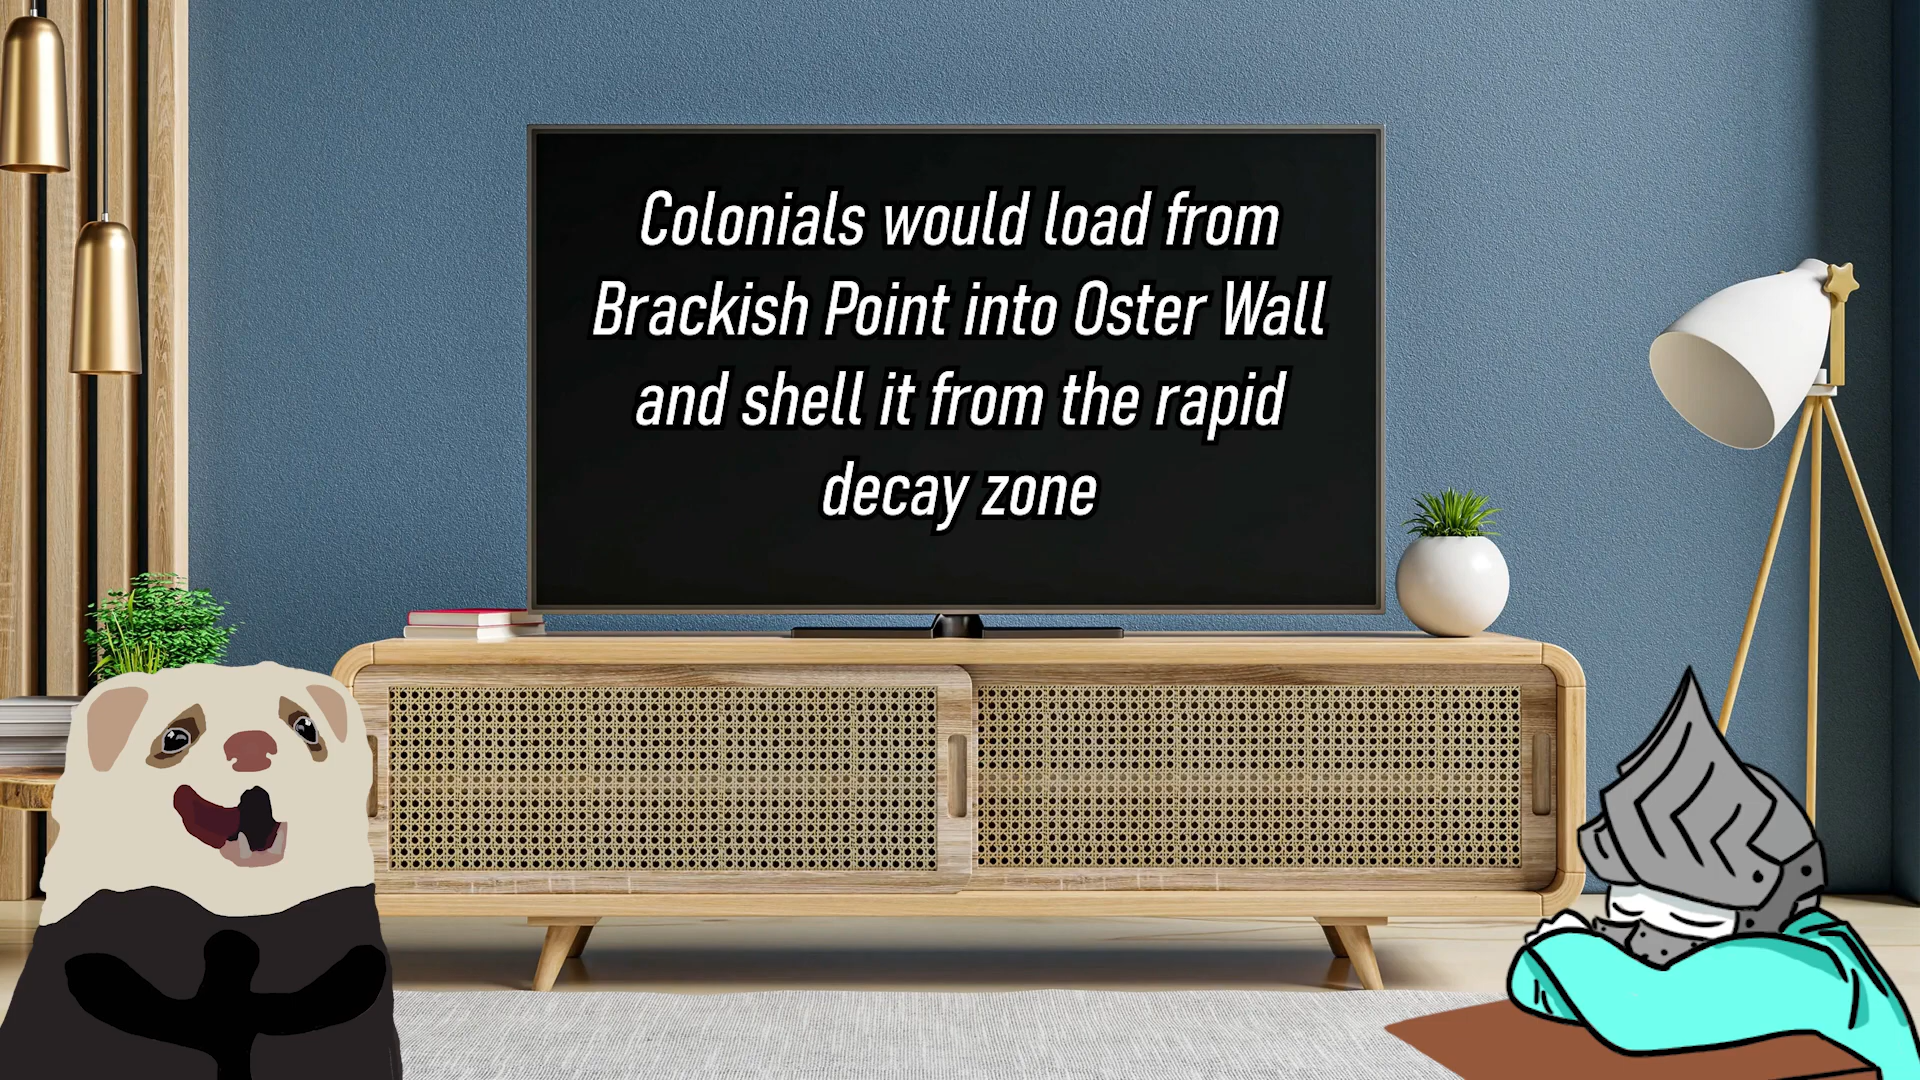 Colonials would load from
Brackish Point into Oster Wall
and shell it from the rapid
decay zone